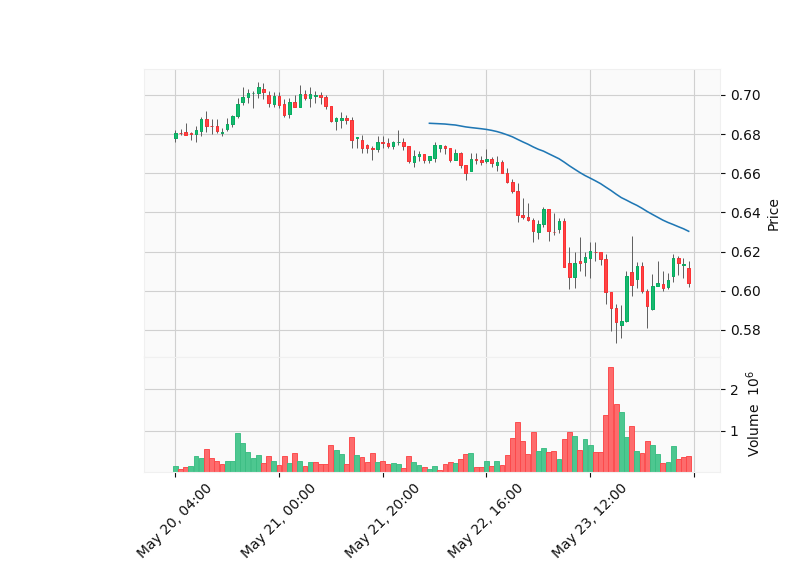 0.70
0.68
0.66
0.64
0.62
0.60
0.58
Price
2
1
Volume 10^6
May 20, 04:00
May 21, 00:00
May 21, 20:00
May 22, 16:00
May 23, 12:00